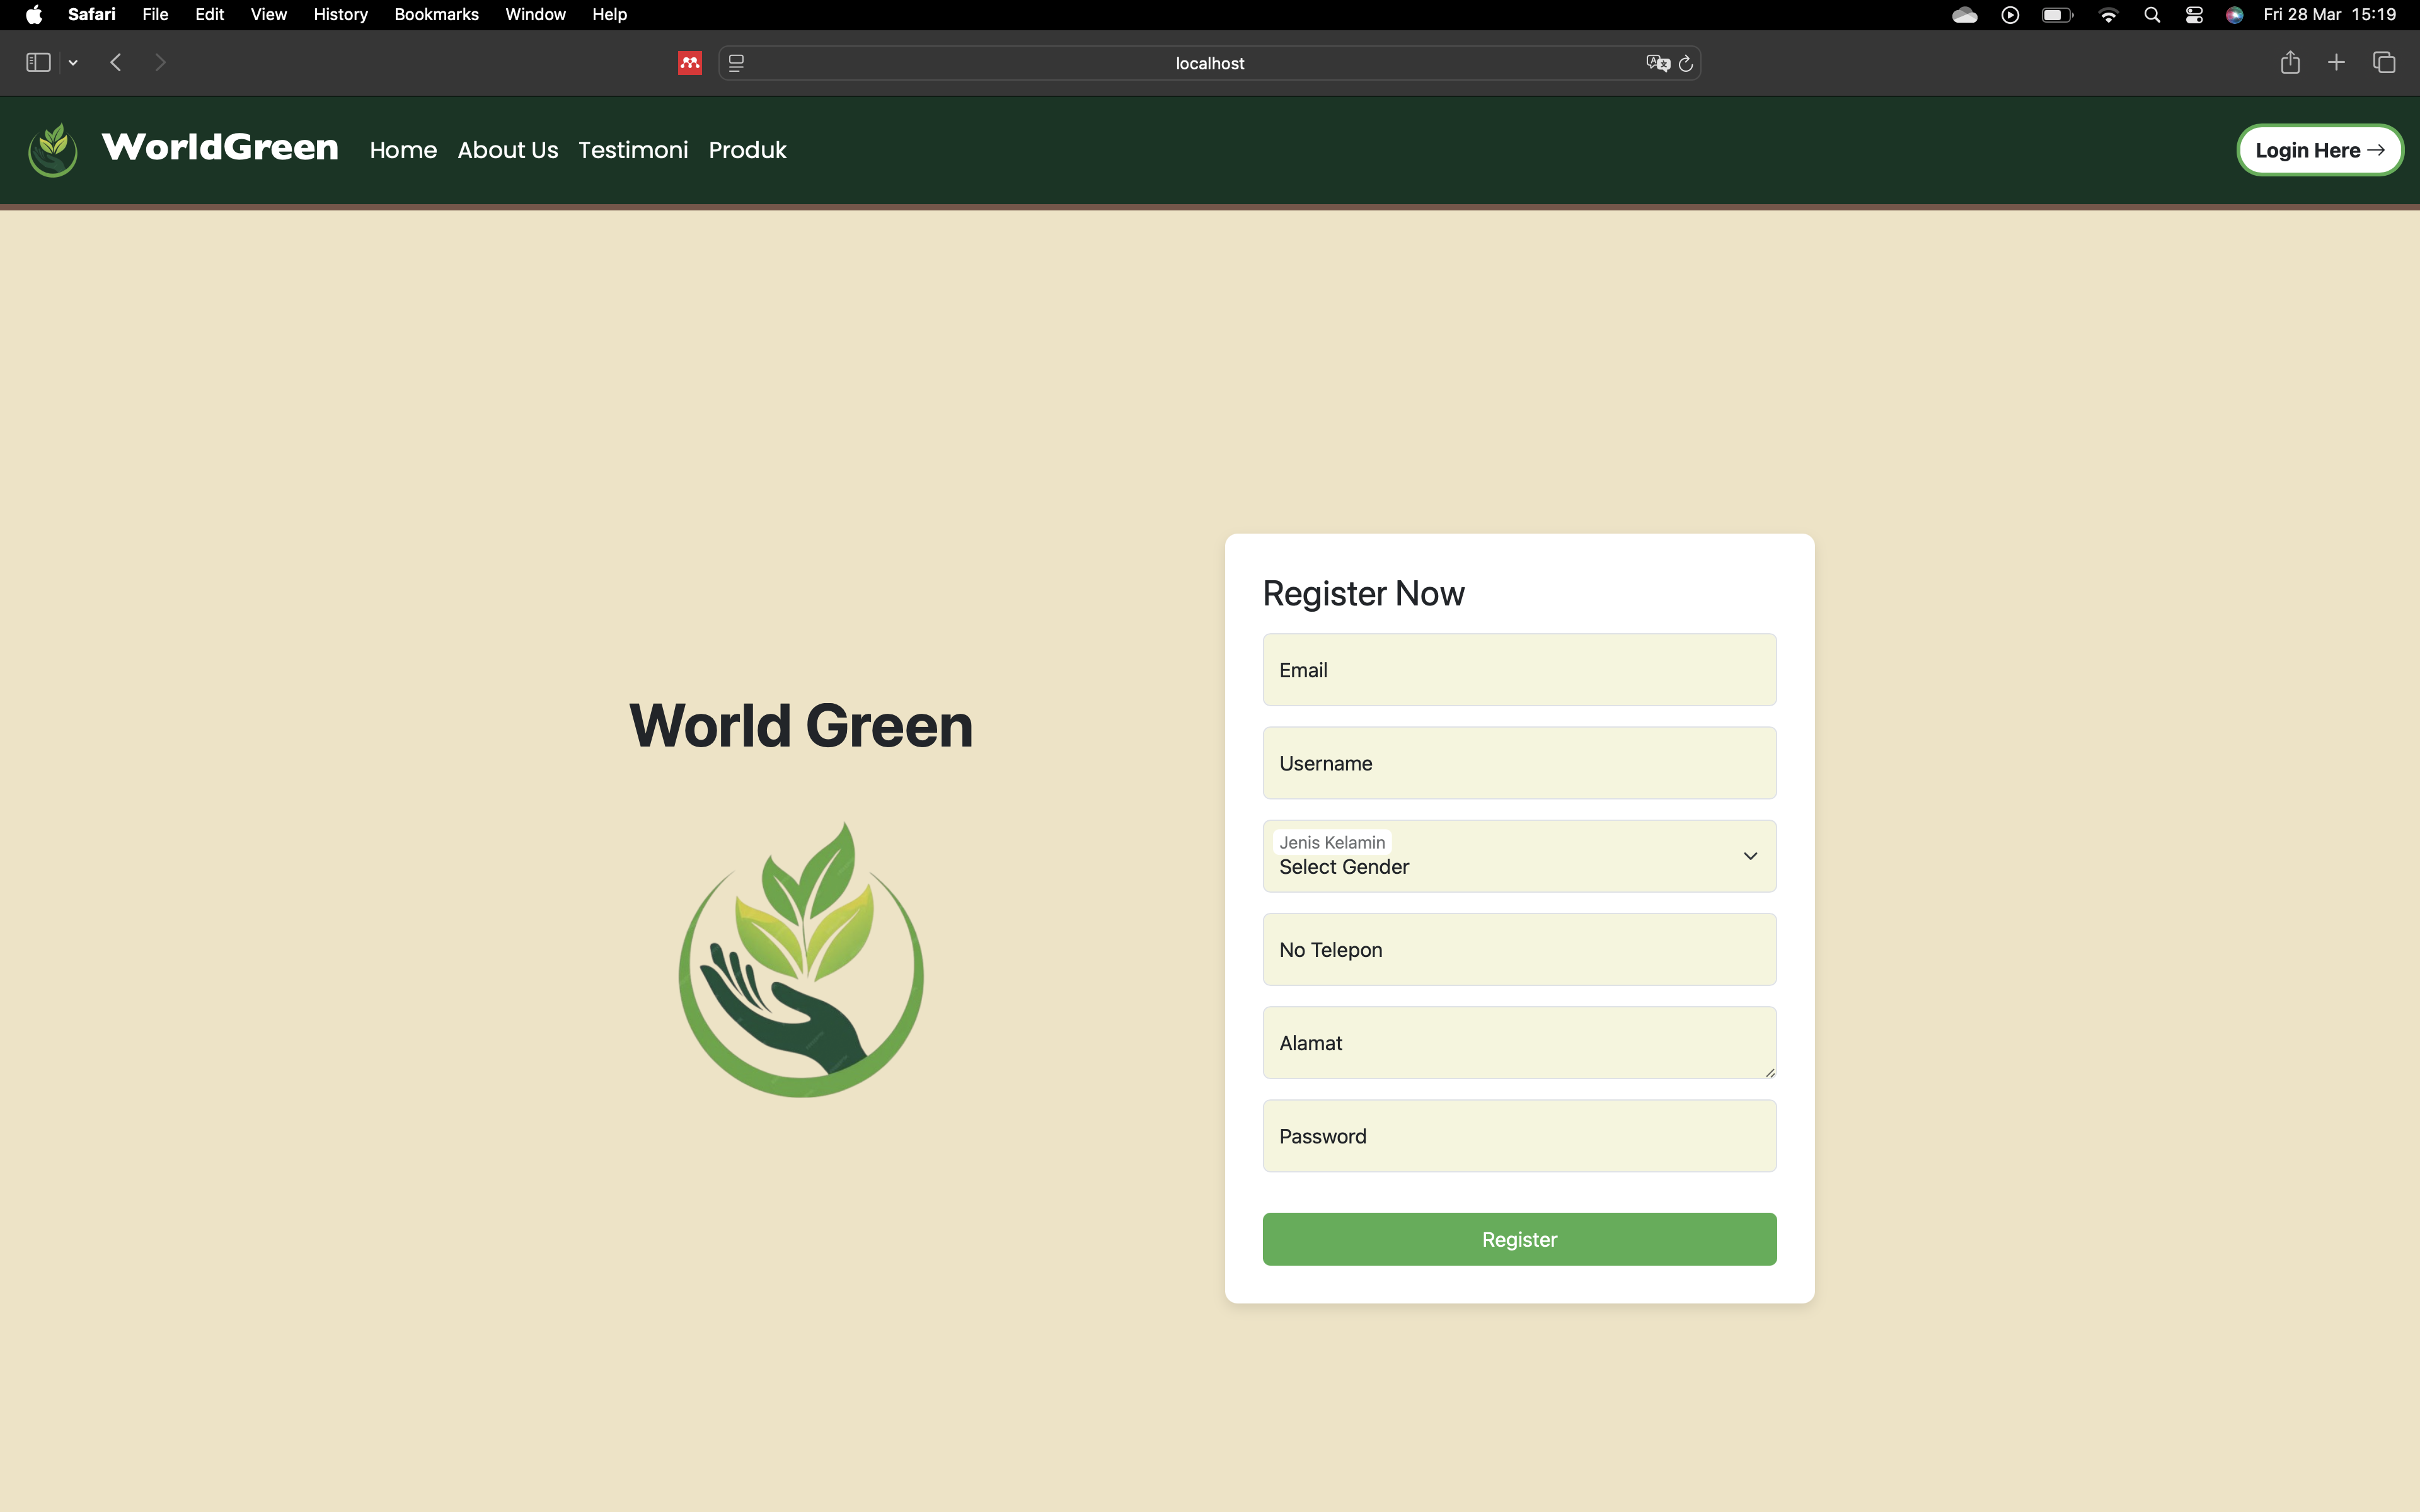 Safari File Edit View History Bookmarks Window Help Fri 28 Mar 15:19
localhost
WorldGreen Home About Us Testimoni Produk Login Here →
World Green
Register Now
Email
Username
Jenis Kelamin
Select Gender
No Telepon
Alamat
Password
Register